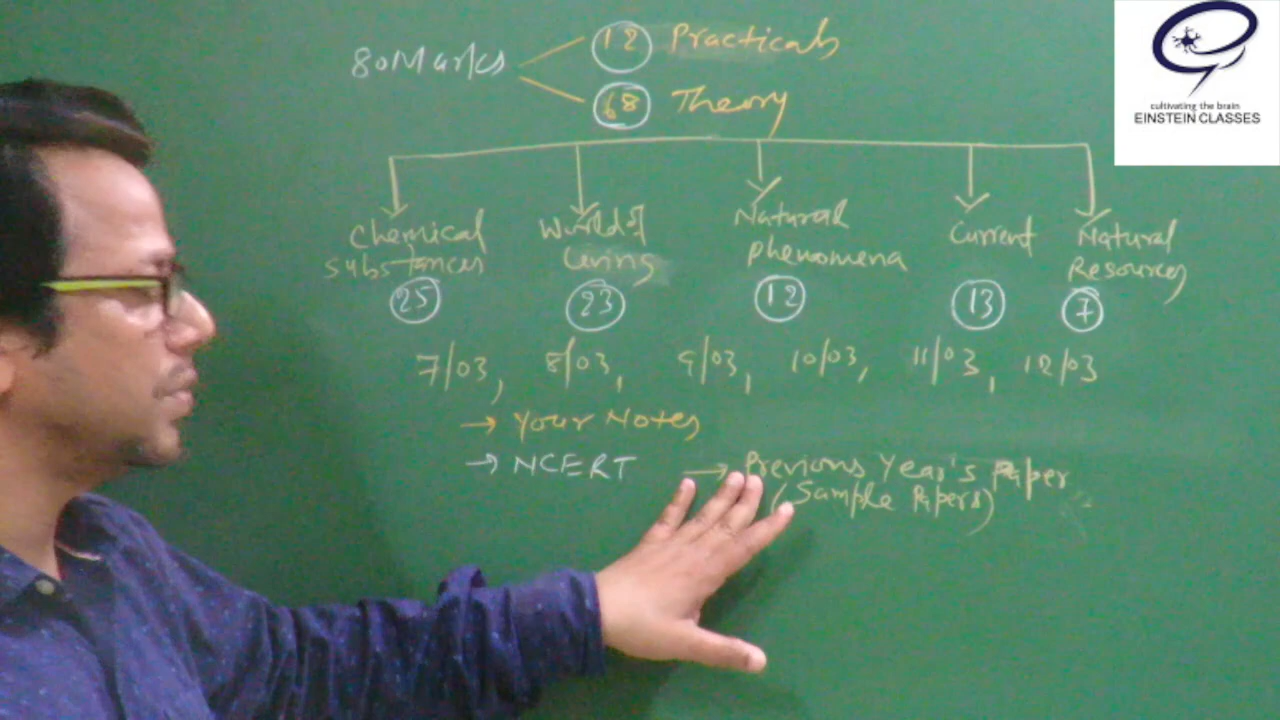 80 Marks
12 Practicals
68 Theory
cultivating the brain
EINSTEIN CLASSES
Chemical substances
25
World of Living
23
Natural phenomena
12
Current
13
Natural Resources
7
7/03, 8/03, 9/03, 10/03, 11/03, 12/03
→ Your Notes
→ NCERT
→ Previous Year's Paper
(Sample Papers)